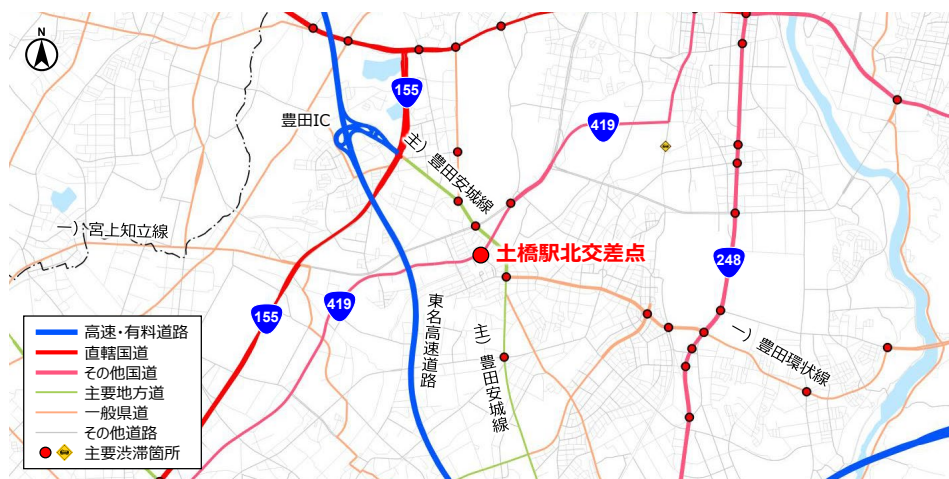 N
155
豊田IC
419
主）豊田安城線
一）宮上知立線
土橋駅北交差点
248
419
155
東名高速道路
主）豊田安城線
一）豊田環状線
高速・有料道路
直轄国道
その他国道
主要地方道
一般県道
その他道路
主要渋滞箇所